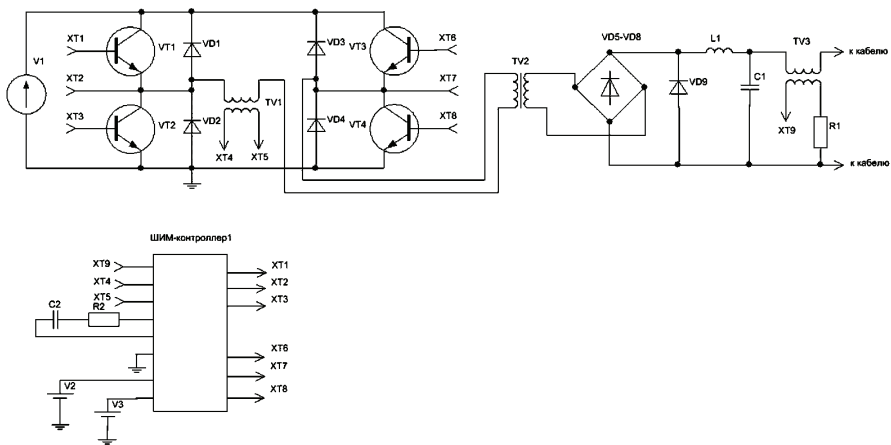 V1
XT1
XT2
XT3
VT1
VT2
VD1
VD2
XT4
XT5
TV1
VD3
VD4
VT3
VT4
XT6
XT7
XT8
TV2
VD5-VD8
VD9
L1
C1
TV3
XT9
R1
к кабелю
к кабелю
ШИМ-контроллер1
XT9
XT4
XT5
C2
R2
V2
V3
XT1
XT2
XT3
XT6
XT7
XT8